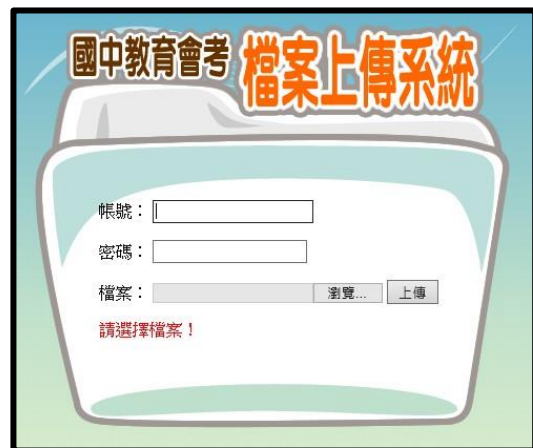 國中教育會考 檔案上傳系統
帳號：
密碼：
檔案： 瀏覽... 上傳
請選擇檔案！